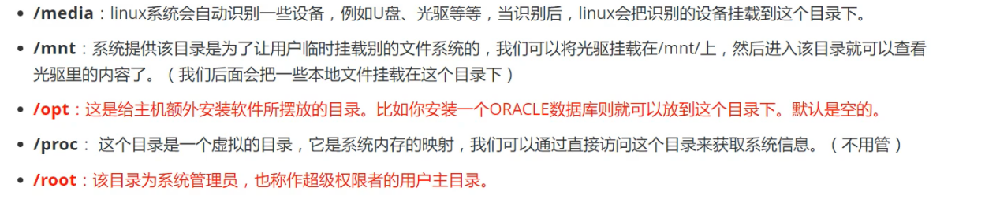 /media：linux系统会自动识别一些设备，例如U盘、光驱等等，当识别后，linux会把识别的设备挂载到这个目录下。
/mnt：系统提供该目录是为了让用户临时挂载别的文件系统的，我们可以将光驱挂载在/mnt/上，然后进入该目录就可以查看
光驱里的内容了。（我们后面会把一些本地文件挂载在这个目录下）
/opt：这是给主机额外安装软件所摆放的目录。比如你安装一个ORACLE数据库则就可以放到这个目录下。默认是空的。
/proc： 这个目录是一个虚拟的目录，它是系统内存的映射，我们可以通过直接访问这个目录来获取系统信息。（不用管）
/root：该目录为系统管理员，也称作超级权限者的用户主目录。